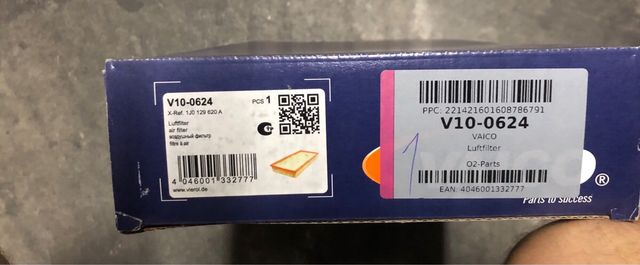 V10-0624
PCS 1
X-Ref. 1J0 129 620 A
Luftfilter
air filter
воздушный фильтр
filtre à air
4 046001 332777
www.vierol.de
PPC: 221421601608786791
V10-0624
VAICO
Luftfilter
O2-Parts
EAN: 4046001332777
1
®
Parts to success